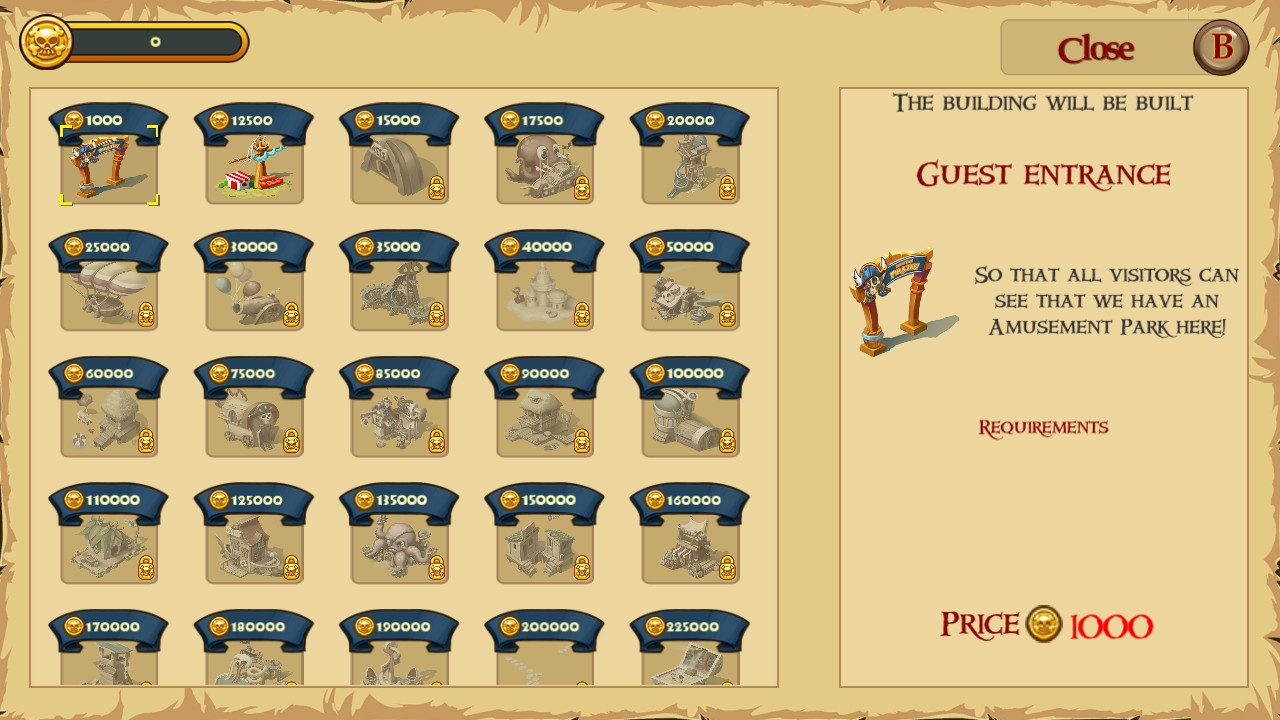 0
Close
B
1000
12500
15000
17500
20000
25000
30000
35000
40000
50000
60000
75000
85000
90000
100000
110000
125000
135000
150000
160000
170000
180000
190000
200000
225000
The building will be built
Guest entrance
So that all visitors can
see that we have an
Amusement Park here!
Requirements
Price 1000